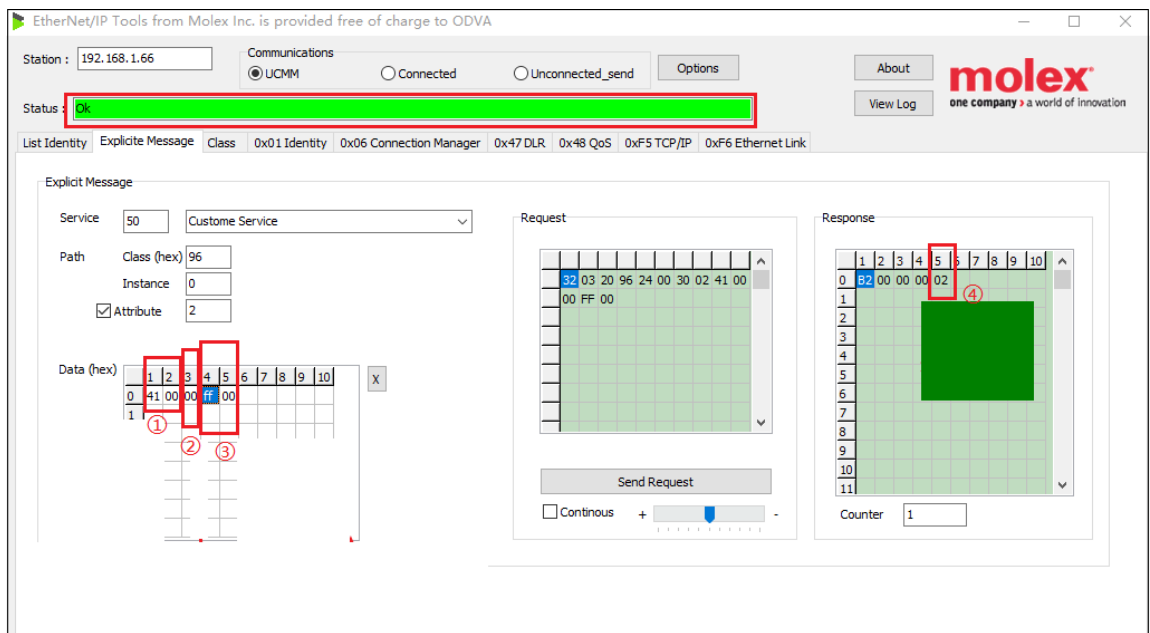 EtherNet/IP Tools from Molex Inc. is provided free of charge to ODVA
Station : 192.168.1.66
Communications
UCMM Connected Unconnected_send
Options
About
molex
one company > a world of innovation
Status : Ok
View Log
List Identity Explicite Message Class 0x01 Identity 0x06 Connection Manager 0x47 DLR 0x48 QoS 0xF5 TCP/IP 0xF6 Ethernet Link
Explicit Message
Service 50 Custome Service
Path Class (hex) 96
Instance 0
Attribute 2
Data (hex)
1 2 3 4 5 6 7 8 9 10
0 41 00 00 ff 00
1
① ② ③
X
Request
32 03 20 96 24 00 30 02 41 00
00 FF 00
Send Request
Continous + -
Response
1 2 3 4 5 6 7 8 9 10
0 B2 00 00 00 02
④
1
2
3
4
5
6
7
8
9
10
11
Counter 1